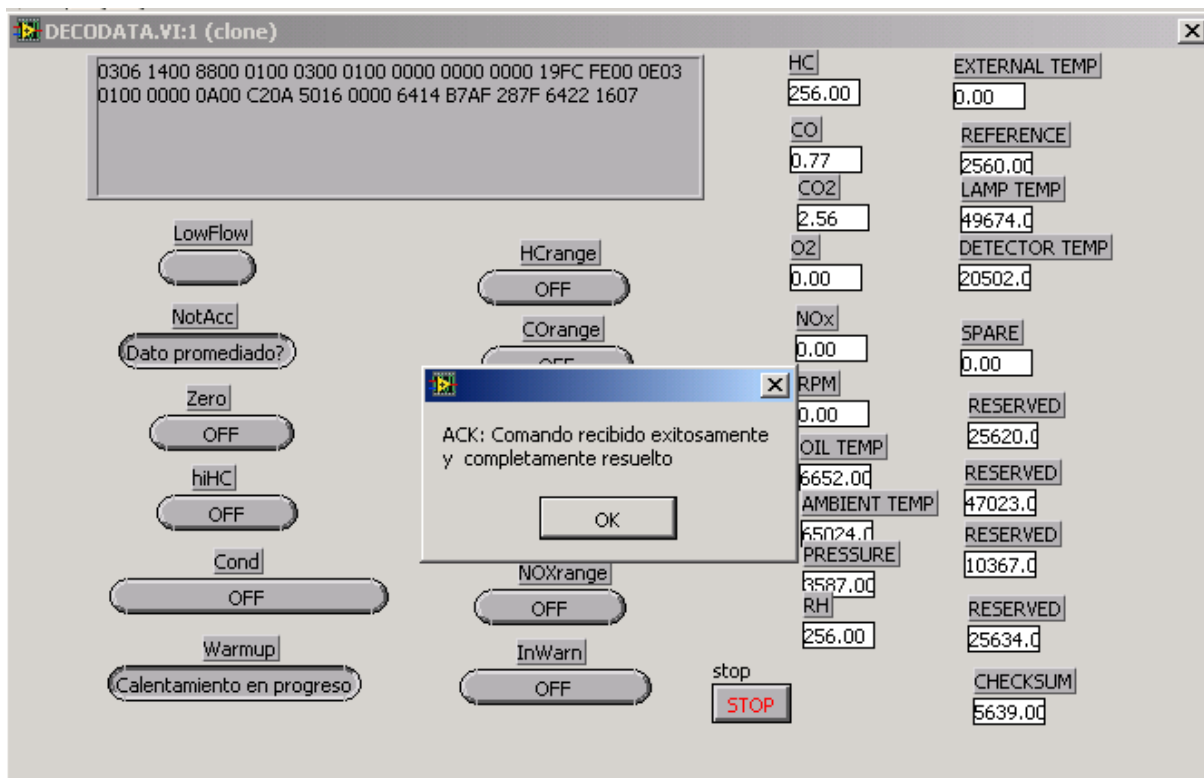 DECODATA.VI:1 (clone)
1400 8800 0100 0300 0100 0000 0000 0000 19FC FE00 0E03
0100 0000 0A00 C20A 5016 0000 6414 B7AF 287F 6422 1607
LowFlow
NotAcc
Dato promediado?
Zero
OFF
hiHC
OFF
Cond
OFF
Warmup
Calentamiento en progreso
HCrange
OFF
COrange
OFF
ACK: Comando recibido exitosamente
y completamente resuelto
OK
NOXrange
OFF
InWarn
OFF
stop
STOP
HC
256.00
CO
0.77
CO2
2.56
O2
0.00
NOx
0.00
RPM
0.00
OIL TEMP
6652.00
AMBIENT TEMP
65024.0
PRESSURE
3587.00
RH
256.00
EXTERNAL TEMP
0.00
REFERENCE
2560.00
LAMP TEMP
49674.0
DETECTOR TEMP
20502.0
SPARE
0.00
RESERVED
25620.0
RESERVED
47023.0
RESERVED
10367.0
RESERVED
25634.0
CHECKSUM
5639.00